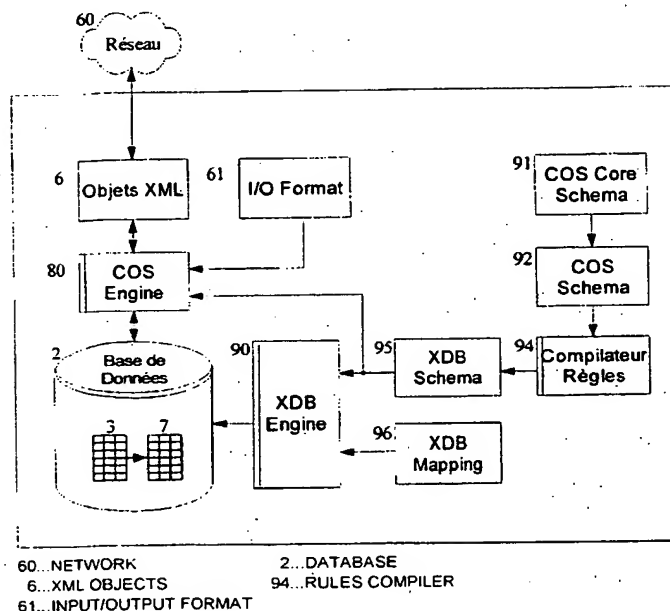 60
Réseau
6
Objets XML
61
I/O Format
91
COS Core
Schema
80
COS
Engine
92
COS
Schema
2
Base de
Données
90
XDB
Engine
95
XDB
Schema
94
Compilateur
Règles
3
7
96
XDB
Mapping
60...NETWORK
2...DATABASE
6...XML OBJECTS
94...RULES COMPILER
61...INPUT/OUTPUT FORMAT